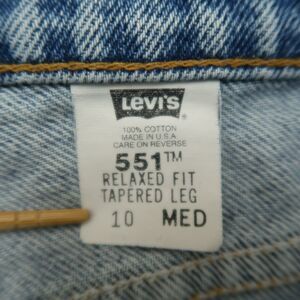 LEVI'S
100% COTTON
MADE IN U.S.A.
CARE ON REVERSE
551™
RELAXED FIT
TAPERED LEG
10 MED